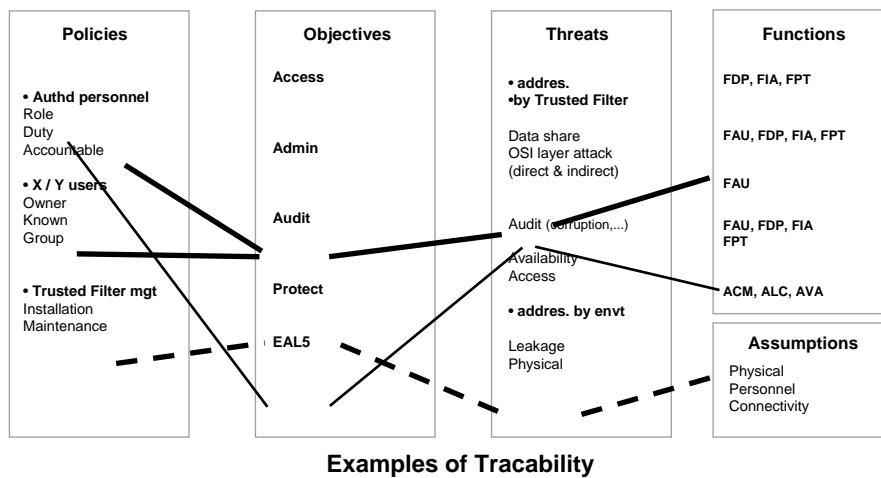 Policies
• Authd personnel
Role
Duty
Accountable
• X / Y users
Owner
Known
Group
• Trusted Filter mgt
Installation
Maintenance
Objectives
Access
Admin
Audit
Protect
EAL5
Threats
• addres.
•by Trusted Filter
Data share
OSI layer attack
(direct & indirect)
Audit (corruption,...)
Availability
Access
• addres. by envt
Leakage
Physical
Functions
FDP, FIA, FPT
FAU, FDP, FIA, FPT
FAU
FAU, FDP, FIA
FPT
ACM, ALC, AVA
Assumptions
Physical
Personnel
Connectivity
Examples of Tracability